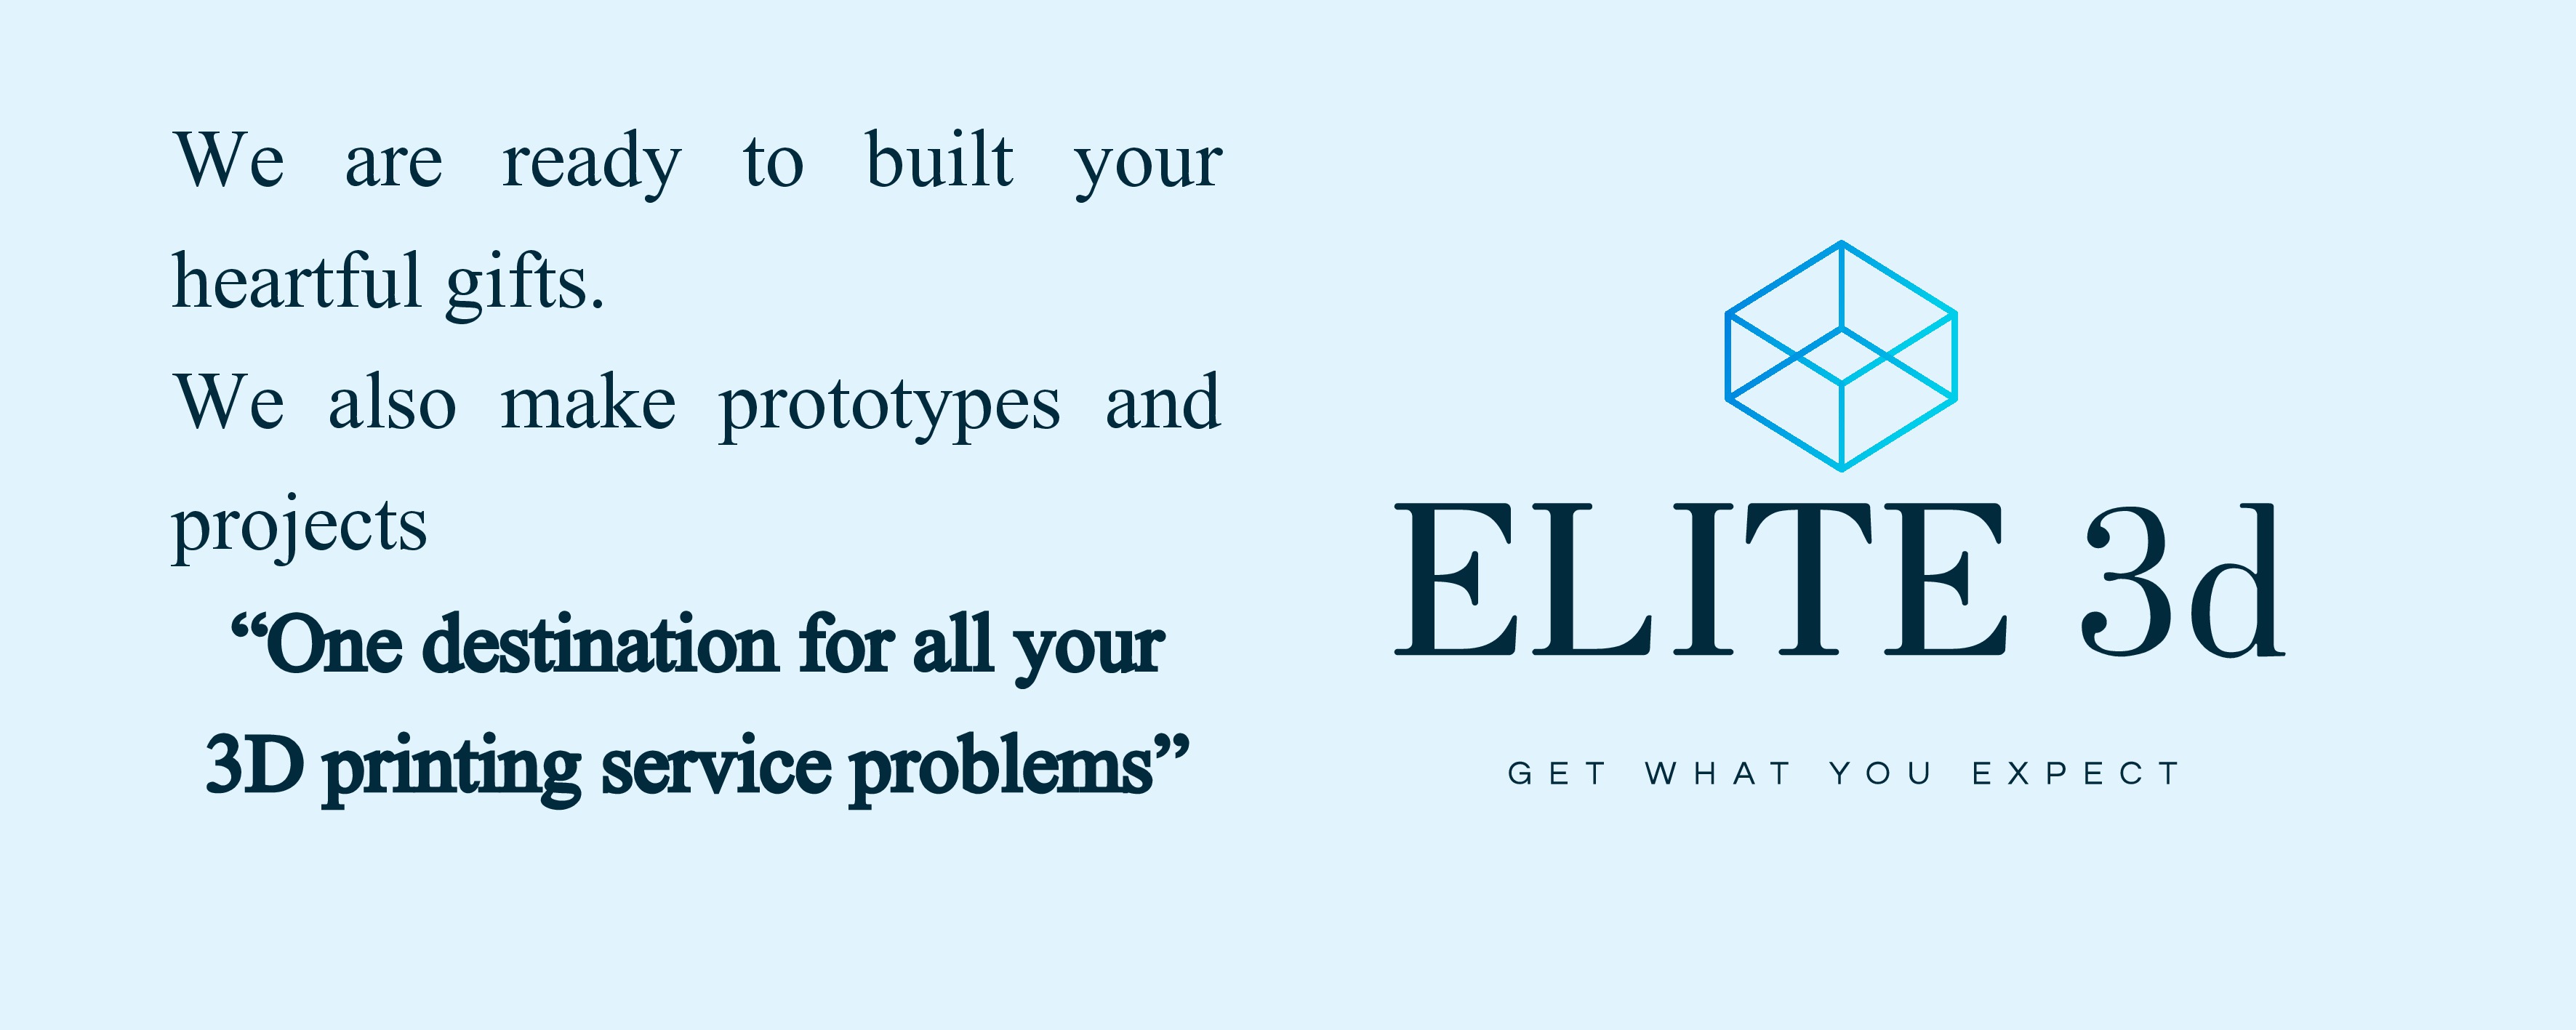 We are ready to built your
heartful gifts.
We also make prototypes and
projects
“One destination for all your
3D printing service problems”
ELITE 3d
GET WHAT YOU EXPECT